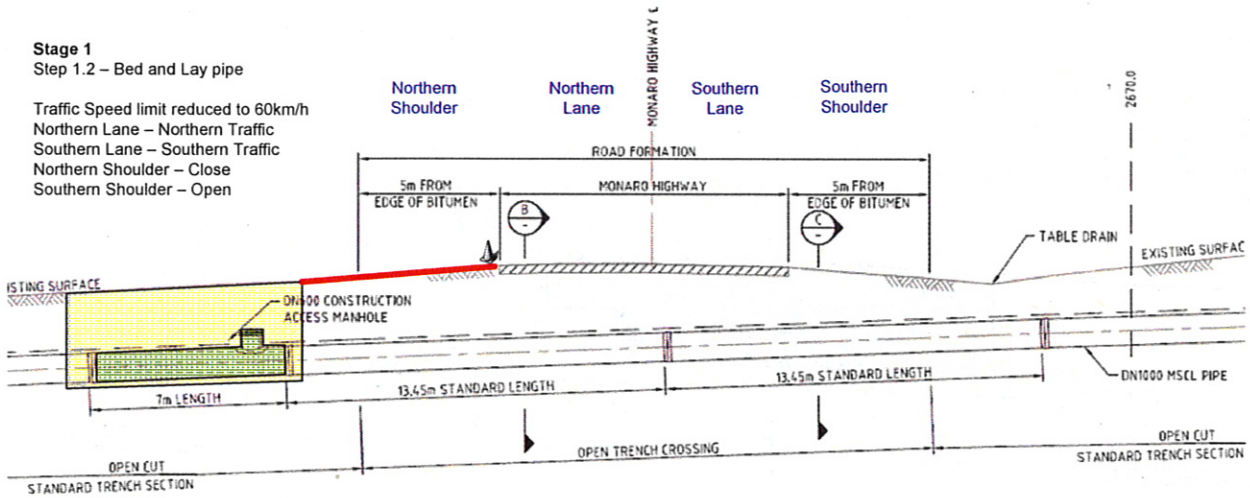 Stage 1
Step 1.2 – Bed and Lay pipe
Traffic Speed limit reduced to 60km/h
Northern Lane – Northern Traffic
Southern Lane – Southern Traffic
Northern Shoulder – Close
Southern Shoulder – Open
Northern
Shoulder
Northern
Lane
Southern
Lane
Southern
Shoulder
MONARO HIGHWAY
2670.0
ROAD FORMATION
5m FROM
EDGE OF BITUMEN
MONARO HIGHWAY
5m FROM
EDGE OF BITUMEN
B
-
C
-
TABLE DRAIN
EXISTING SURFAC
ISTING SURFACE
DN600 CONSTRUCTION
ACCESS MANHOLE
7m LENGTH
13.45m STANDARD LENGTH
13.45m STANDARD LENGTH
DN1000 MSCL PIPE
OPEN CUT
STANDARD TRENCH SECTION
OPEN TRENCH CROSSING
OPEN CUT
STANDARD TRENCH SECTION